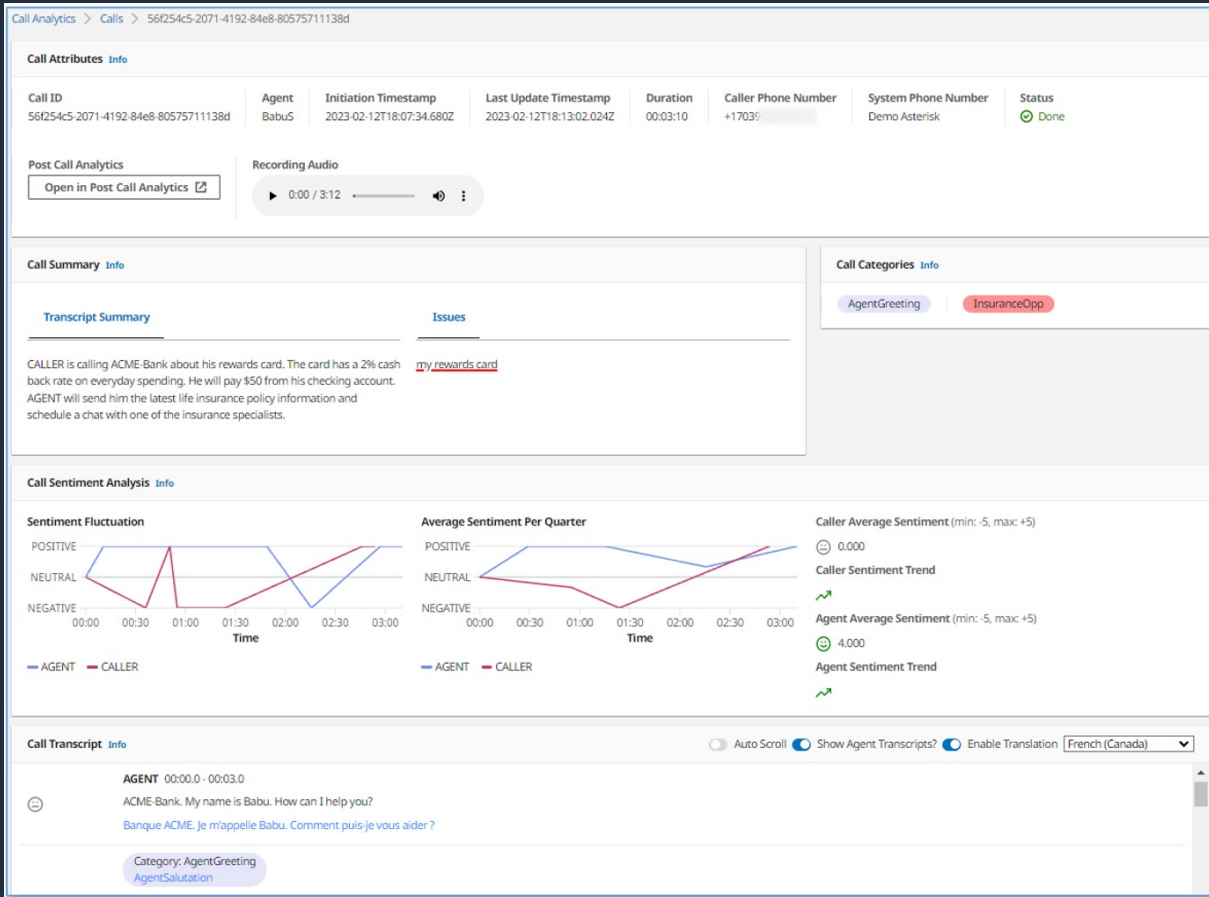 Call Analytics > Calls > 56f254c5-2071-4192-84e8-80575711138d
Call Attributes Info
Call ID
56f254c5-2071-4192-84e8-80575711138d
Agent
BabuS
Initiation Timestamp
2023-02-12T18:07:34.680Z
Last Update Timestamp
2023-02-12T18:13:02.024Z
Duration
00:03:10
Caller Phone Number
+17039
System Phone Number
Demo Asterisk
Status
Done
Post Call Analytics
Open in Post Call Analytics
Recording Audio
0:00 / 3:12
Call Summary Info
Transcript Summary
CALLER is calling ACME-Bank about his rewards card. The card has a 2% cash
back rate on everyday spending. He will pay $50 from his checking account.
AGENT will send him the latest life insurance policy information and
schedule a chat with one of the insurance specialists.
Issues
my rewards card
Call Categories Info
AgentGreeting
InsuranceOpp
Call Sentiment Analysis Info
Sentiment Fluctuation
POSITIVE
NEUTRAL
NEGATIVE
00:00 00:30 01:00 01:30 02:00 02:30 03:00
Time
AGENT CALLER
Average Sentiment Per Quarter
POSITIVE
NEUTRAL
NEGATIVE
00:00 00:30 01:00 01:30 02:00 02:30 03:00
Time
AGENT CALLER
Caller Average Sentiment (min: -5, max: +5)
0.000
Caller Sentiment Trend
Agent Average Sentiment (min: -5, max: +5)
4.000
Agent Sentiment Trend
Call Transcript Info
Auto Scroll Show Agent Transcripts? Enable Translation French (Canada)
AGENT 00:00.0 - 00:03.0
ACME-Bank. My name is Babu. How can I help you?
Banque ACME. Je m'appelle Babu. Comment puis-je vous aider ?
Category: AgentGreeting
AgentSalutation